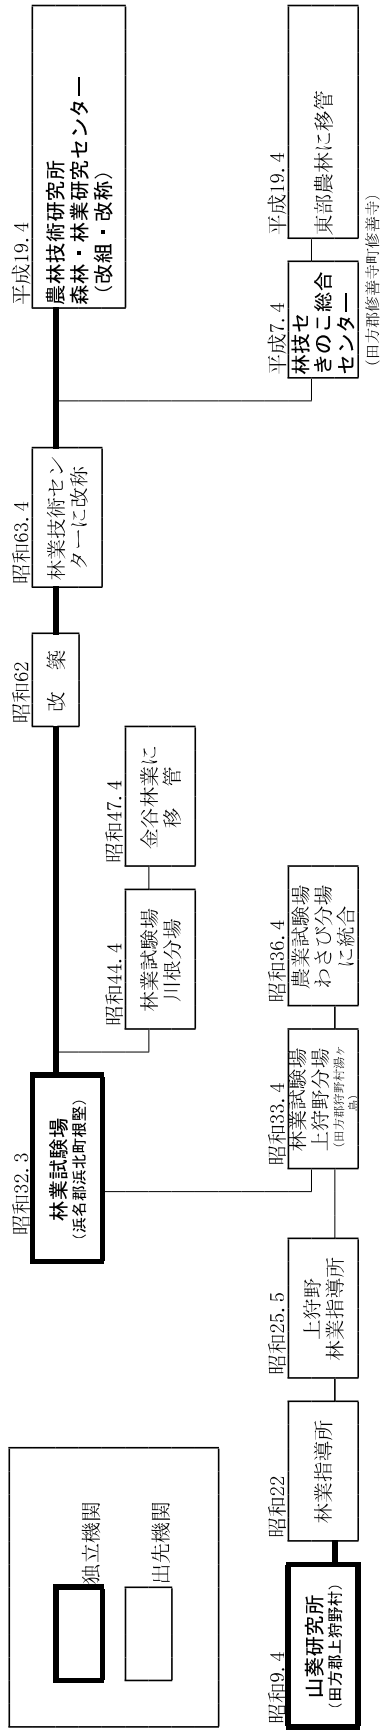 独立機関
出先機関
昭和32.3
林業試験場
（浜名郡浜北町根堅）
昭和44.4
林業試験場
川根分場
昭和47.4
金谷林業に
移　管
昭和62
改　築
昭和63.4
林業技術セン
ターに改称
平成19.4
農林技術研究所
森林・林業研究センター
（改組・改称）
昭和9.4
山葵研究所
（田方郡上狩野村）
昭和22
林業指導所
昭和25.5
上狩野
林業指導所
昭和33.4
林業試験場
上狩野分場
（田方郡狩野村湯ヶ
島）
昭和36.4
農業試験場
わさび分場
に統合
平成7.4
林技セ
きのこ総合
センター
（田方郡修善寺町修善寺）
平成19.4
東部農林に移管